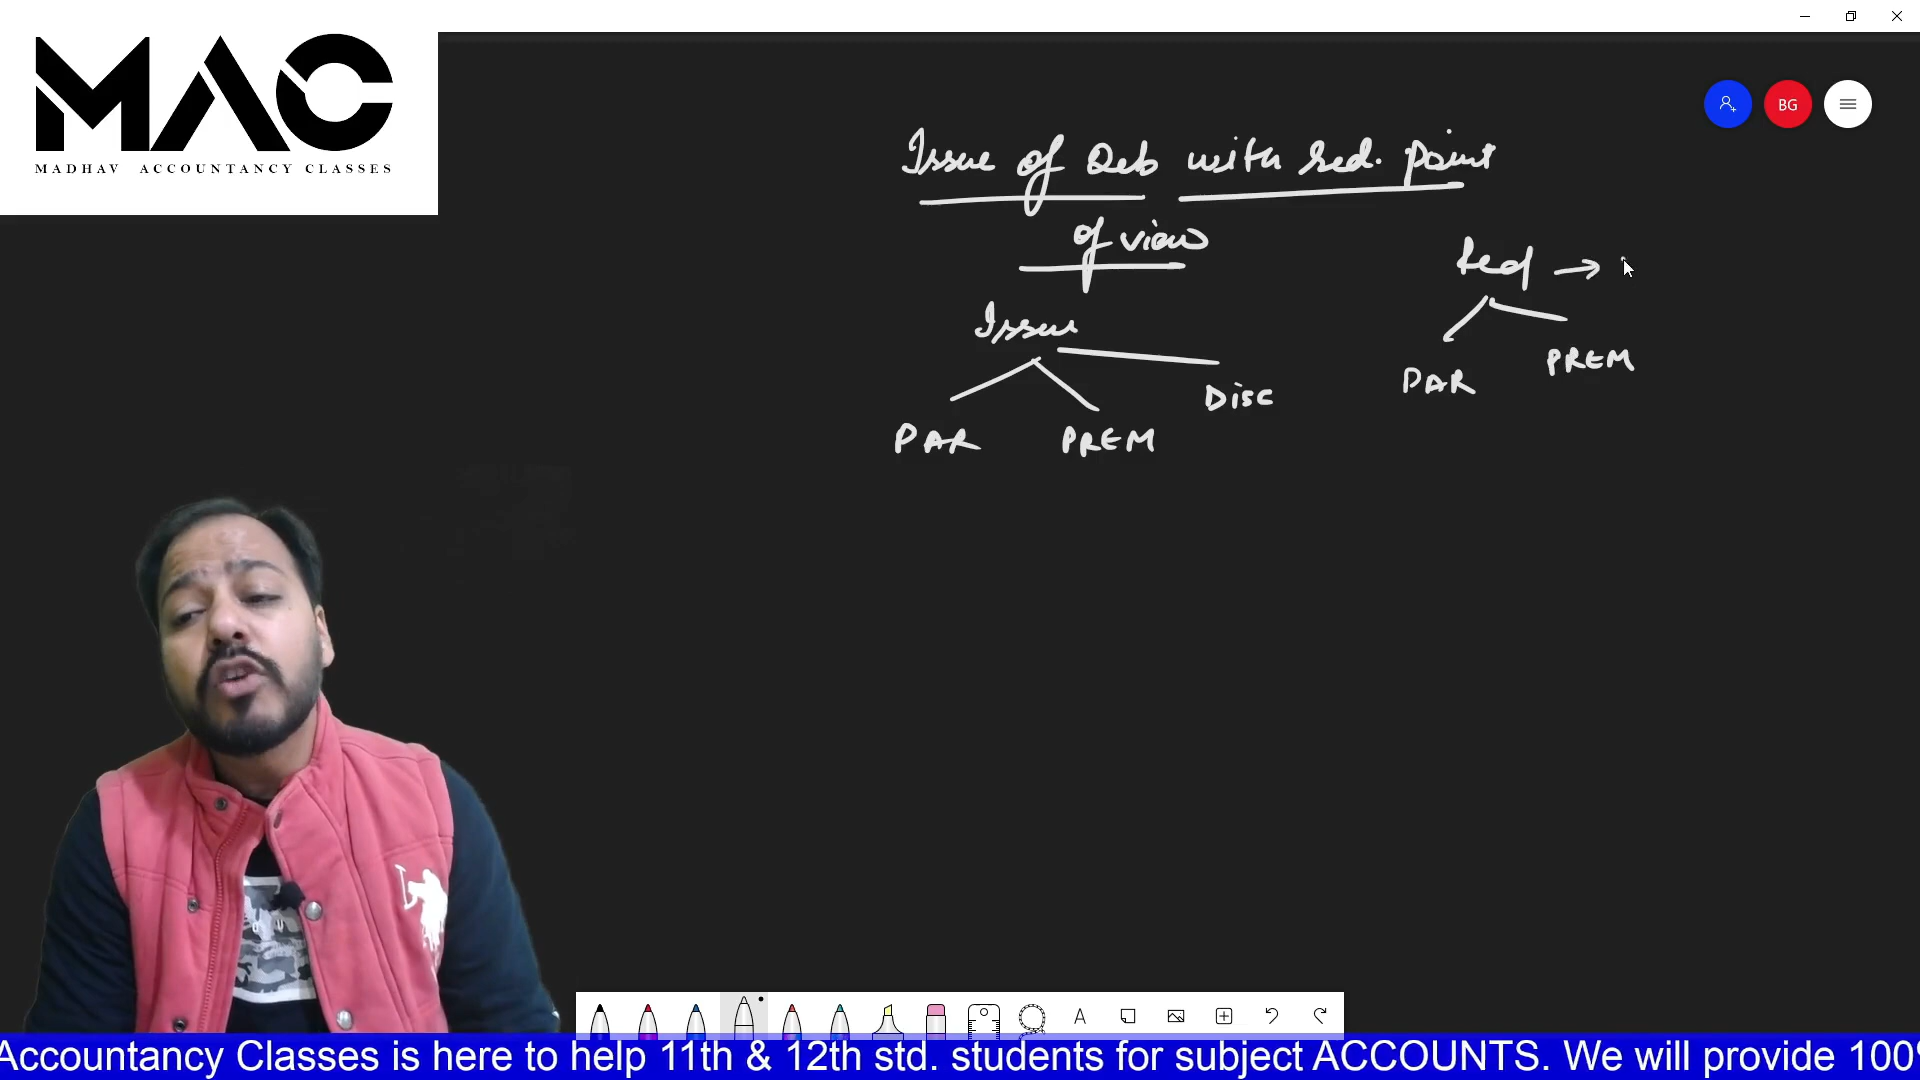 MAC
MADHAV ACCOUNTANCY CLASSES
BG
Issue of Deb with red. point
of view
Red →
Issue
PAR PREM
Disc
PAR PREM
A
Accountancy Classes is here to help 11th & 12th std. students for subject ACCOUNTS. We will provide 100%